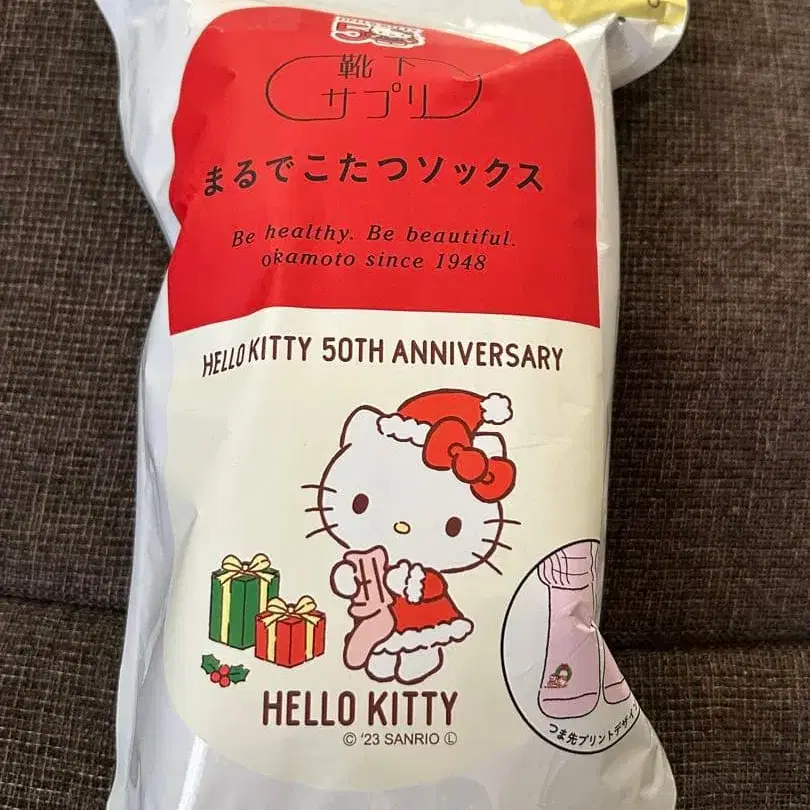 靴下
サプリ
まるでこたつソックス
Be healthy. Be beautiful.
okamoto since 1948
HELLO KITTY 50TH ANNIVERSARY
HELLO KITTY
© '23 SANRIO Ⓛ
つま先プリントデザイン